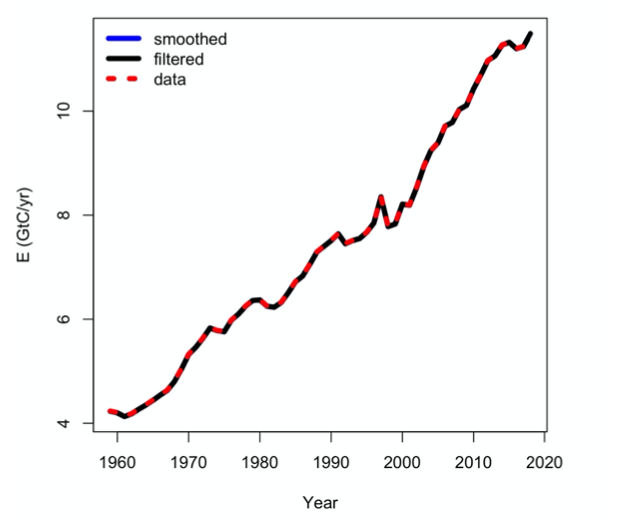 smoothed
filtered
data
E (GtC/yr)
10
8
6
4
1960 1970 1980 1990 2000 2010 2020
Year